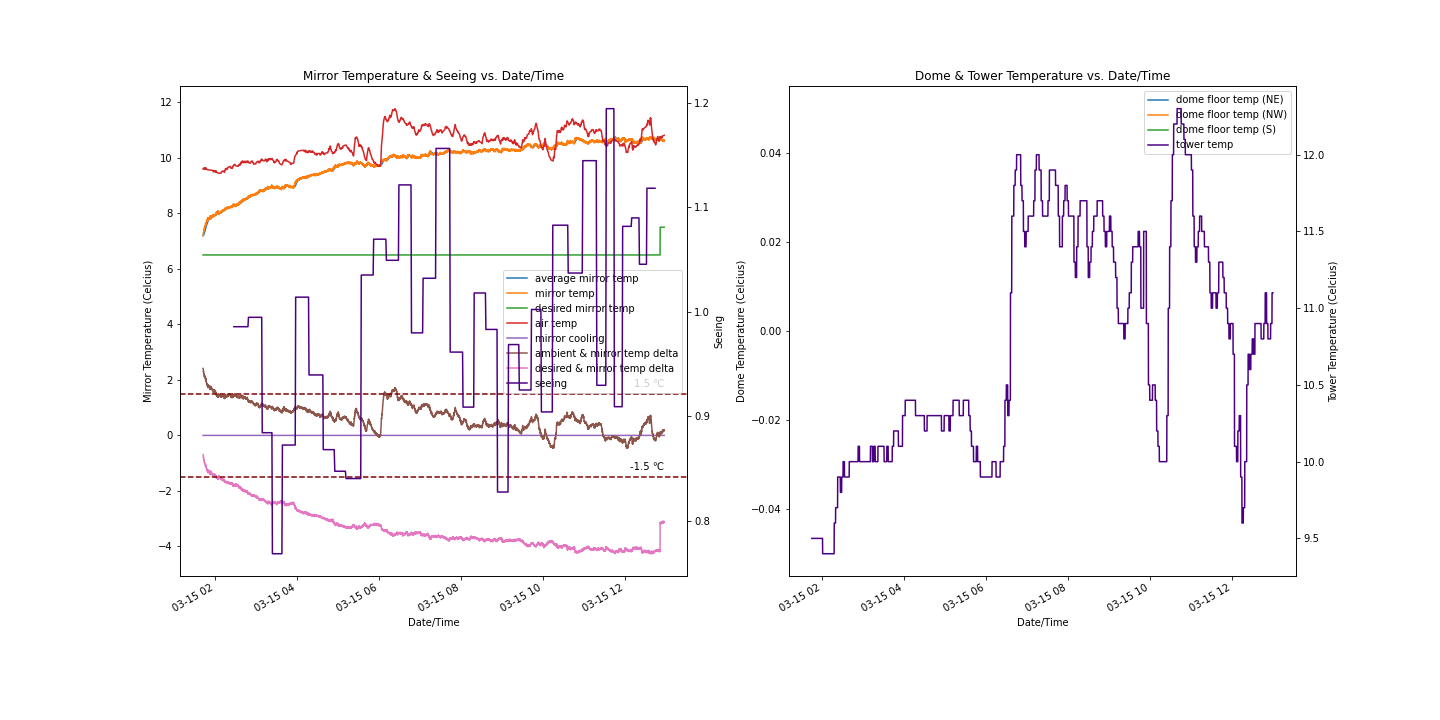 Mirror Temperature & Seeing vs. Date/Time
Mirror Temperature (Celcius)
12
10
8
6
4
2
0
−2
−4
1.2
1.1
1.0
0.9
0.8
Seeing
average mirror temp
mirror temp
desired mirror temp
air temp
mirror cooling
ambient & mirror temp delta
desired & mirror temp delta
seeing
1.5 °C
-1.5 °C
03-15 02
03-15 04
03-15 06
03-15 08
03-15 10
03-15 12
Date/Time
Dome & Tower Temperature vs. Date/Time
Dome Temperature (Celcius)
0.04
0.02
0.00
−0.02
−0.04
dome floor temp (NE)
dome floor temp (NW)
dome floor temp (S)
tower temp
12.0
11.5
11.0
10.5
10.0
9.5
Tower Temperature (Celcius)
03-15 02
03-15 04
03-15 06
03-15 08
03-15 10
03-15 12
Date/Time